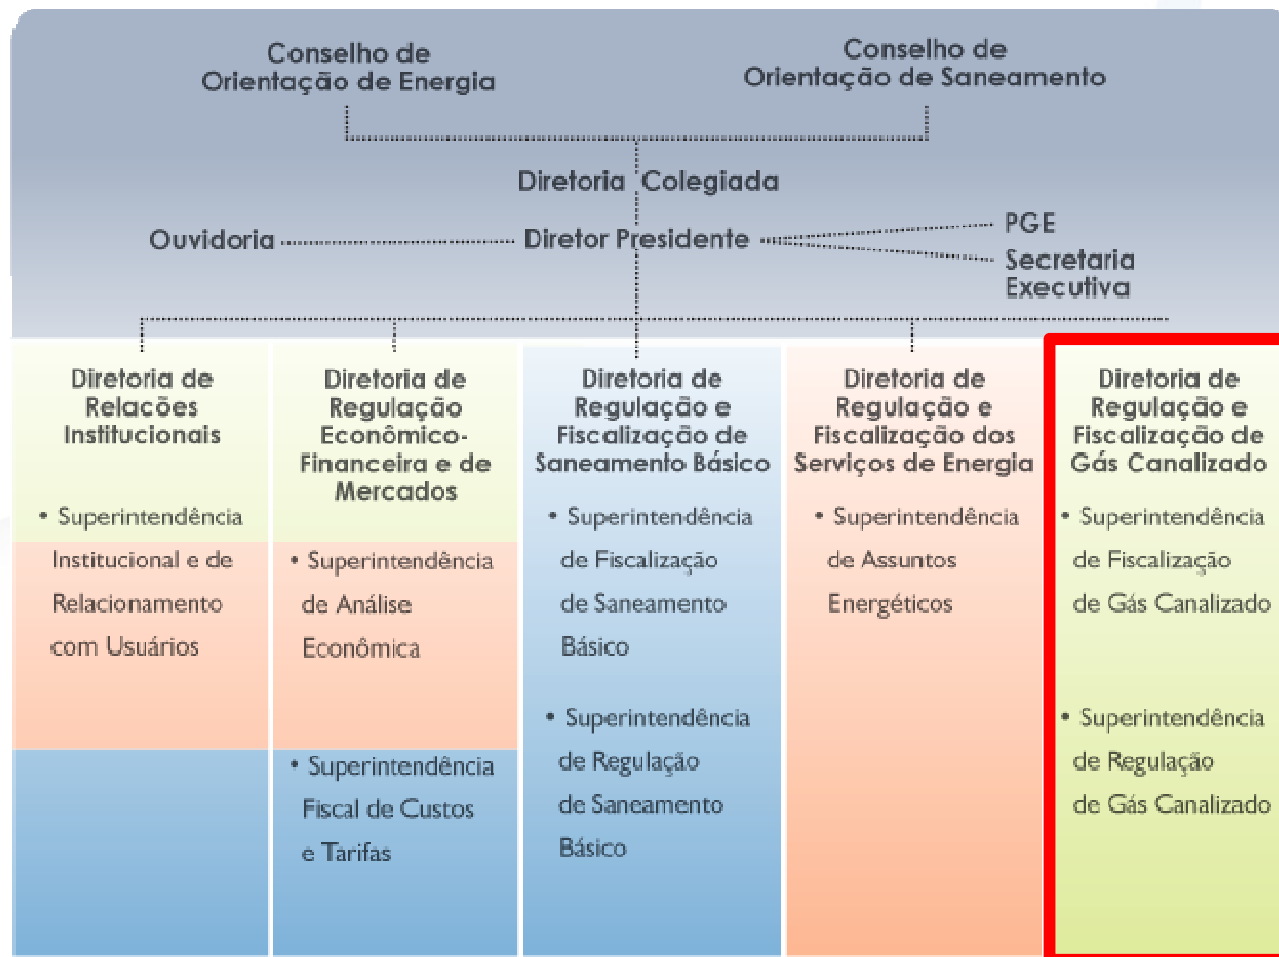 Conselho de
Orientação de Energia
Conselho de
Orientação de Saneamento
Diretoria Colegiada
Ouvidoria
Diretor Presidente
PGE
Secretaria
Executiva
Diretoria de
Relacões
Institucionais
• Superintendência
Institucional e de
Relacionamento
com Usuários
Diretoria de
Regulação
Econômico-
Financeira e de
Mercados
• Superintendência
de Análise
Econômica
• Superintendência
Fiscal de Custos
e Tarifas
Diretoria de
Regulação e
Fiscalização de
Saneamento Básico
• Superintendência
de Fiscalização
de Saneamento
Básico
• Superintendência
de Regulação
de Saneamento
Básico
Diretoria de
Regulação e
Fiscalização dos
Serviços de Energia
• Superintendência
de Assuntos
Energéticos
Diretoria de
Regulação e
Fiscalização de
Gás Canalizado
• Superintendência
de Fiscalização
de Gás Canalizado
• Superintendência
de Regulação
de Gás Canalizado